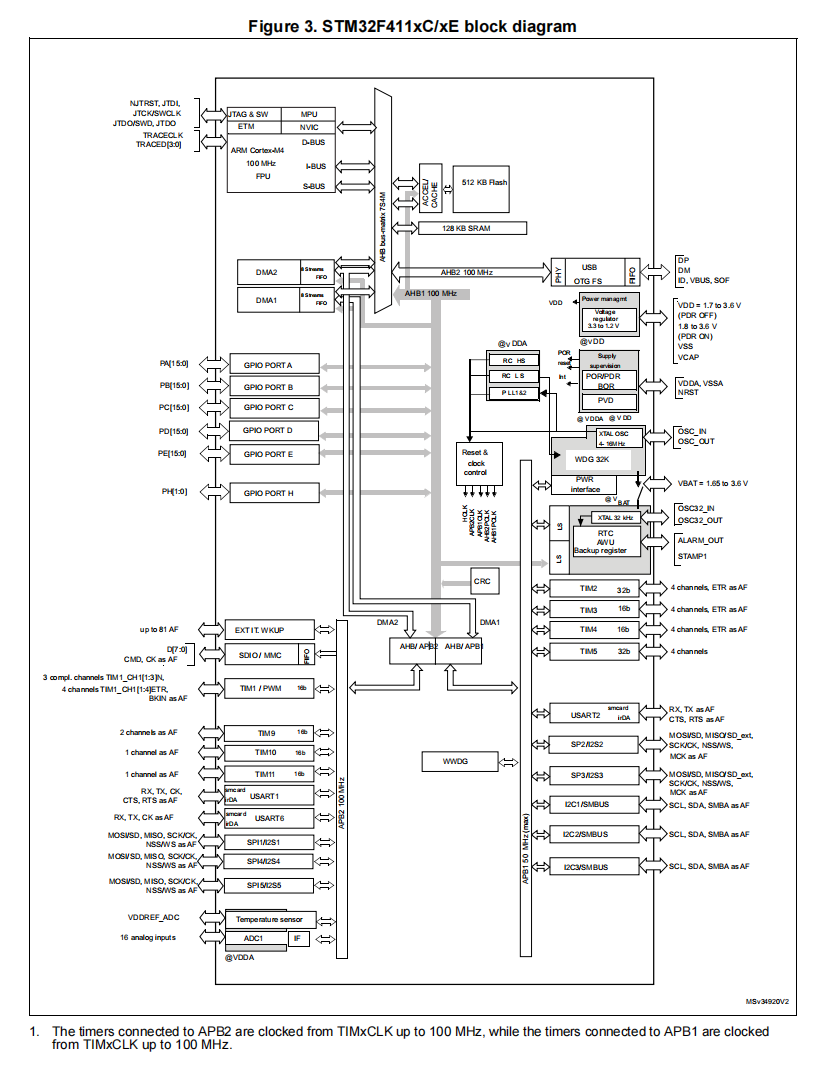 Figure 3. STM32F411xC/xE block diagram
NJTRST, JTDI,
JTCK/SWCLK
JTDO/SWD, JTDO
TRACECLK
TRACED[3:0]
JTAG & SW
MPU
ETM
NVIC
ARM Cortex-M4
100 MHz
FPU
D-BUS
I-BUS
S-BUS
AHB bus-matrix 7S4M
ACCEL/
CACHE
512 KB Flash
128 KB SRAM
DMA2
8 Streams
FIFO
DMA1
8 Streams
FIFO
AHB2 100 MHz
AHB1 100 MHz
PHY
USB
OTG FS
FIFO
DP
DM
ID, VBUS, SOF
Power managmt
VDD
Voltage
regulator
3.3 to 1.2 V
@VDD
VDD = 1.7 to 3.6 V
(PDR OFF)
1.8 to 3.6 V
(PDR ON)
VSS
VCAP
@VDDA
RC HS
RC LS
PLL1&2
POR
reset
Int
Supply
supervision
POR/PDR
BOR
PVD
@VDDA @VDD
VDDA, VSSA
NRST
PA[15:0]
GPIO PORT A
PB[15:0]
GPIO PORT B
PC[15:0]
GPIO PORT C
PD[15:0]
GPIO PORT D
PE[15:0]
GPIO PORT E
PH[1:0]
GPIO PORT H
Reset &
clock
control
HCLK
APB2CLK
APB1CLK
AHB2PCLK
AHB1PCLK
XTAL OSC
4- 16MHz
OSC_IN
OSC_OUT
WDG 32K
PWR
interface
@VBAT
VBAT = 1.65 to 3.6 V
LS
LS
XTAL 32 kHz
RTC
AWU
Backup register
OSC32_IN
OSC32_OUT
ALARM_OUT
STAMP1
CRC
DMA2
DMA1
AHB/APB2
AHB/APB1
up to 81 AF
EXT IT. WKUP
D[7:0]
CMD, CK as AF
SDIO / MMC
FIFO
3 compl. channels TIM1_CH1[1:3]N,
4 channels TIM1_CH1[1:4]ETR,
BKIN as AF
TIM1 / PWM
16b
2 channels as AF
TIM9
16b
1 channel as AF
TIM10
16b
1 channel as AF
TIM11
16b
RX, TX, CK,
CTS, RTS as AF
smcard
irDA
USART1
RX, TX, CK as AF
smcard
irDA
USART6
MOSI/SD, MISO, SCK/CK,
NSS/WS as AF
SPI1/I2S1
MOSI/SD, MISO, SCK/CK,
NSS/WS as AF
SPI4/I2S4
MOSI/SD, MISO, SCK/CK,
NSS/WS as AF
SPI5/I2S5
VDDREF_ADC
Temperature sensor
16 analog inputs
ADC1
IF
@VDDA
APB2 100 MHz
WWDG
APB1 50 MHz (max)
TIM2
32b
4 channels, ETR as AF
TIM3
16b
4 channels, ETR as AF
TIM4
16b
4 channels, ETR as AF
TIM5
32b
4 channels
USART2
smcard
irDA
RX, TX as AF
CTS, RTS as AF
SP2/I2S2
MOSI/SD, MISO/SD_ext,
SCK/CK, NSS/WS,
MCK as AF
SP3/I2S3
MOSI/SD, MISO/SD_ext,
SCK/CK, NSS/WS,
MCK as AF
I2C1/SMBUS
SCL, SDA, SMBA as AF
I2C2/SMBUS
SCL, SDA, SMBA as AF
I2C3/SMBUS
SCL, SDA, SMBA as AF
MSv34920V2
1. The timers connected to APB2 are clocked from TIMxCLK up to 100 MHz, while the timers connected to APB1 are clocked
from TIMxCLK up to 100 MHz.